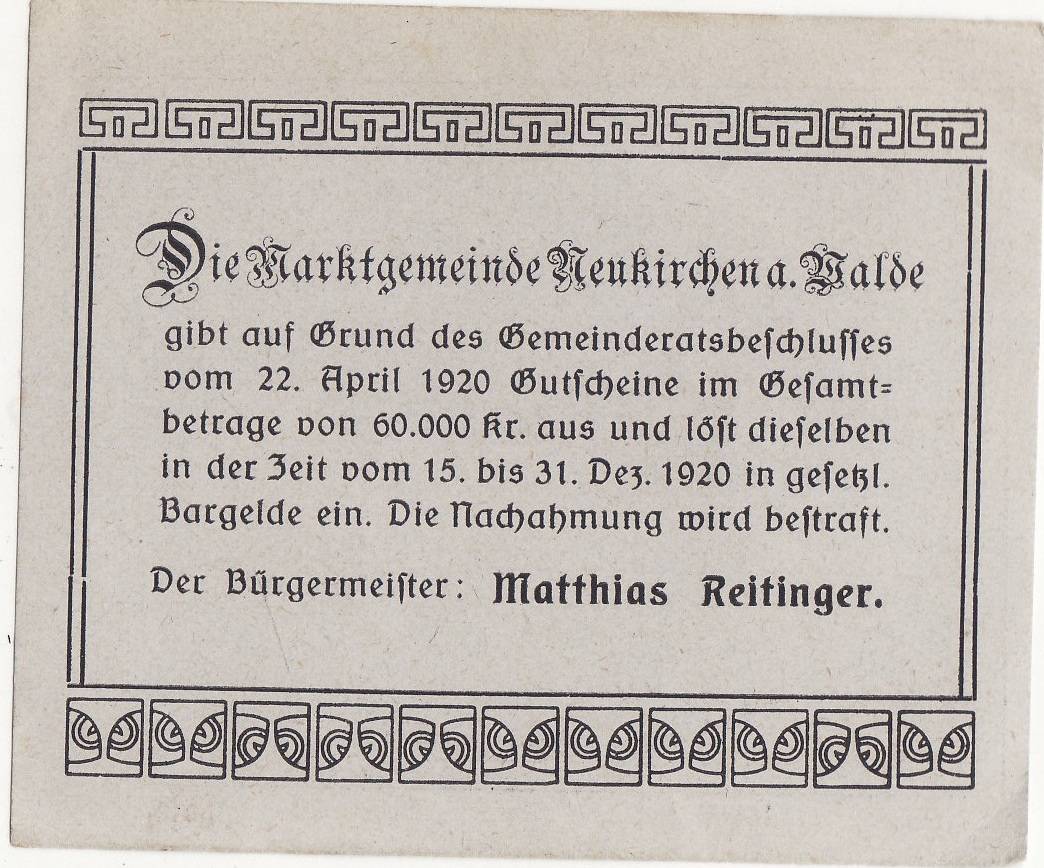 Die Marktgemeinde Neukirchen a. Walde
gibt auf Grund des Gemeinderatsbeſchluſſes
vom 22. April 1920 Gutſcheine im Geſamt=
betrage von 60.000 Kr. aus und löſt dieſelben
in der Zeit vom 15. bis 31. Dez. 1920 in geſetzl.
Bargelde ein. Die Nachahmung wird beſtraft.
Der Bürgermeiſter: Matthias Reitinger.